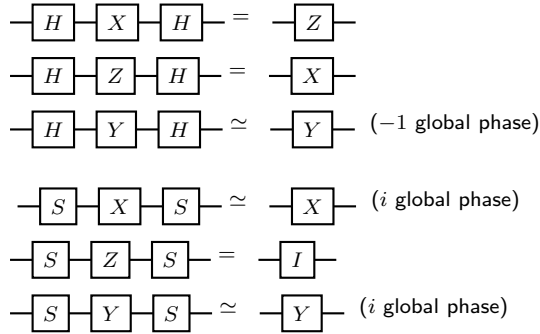 H X H = Z
H Z H = X
H Y H ≃ Y (−1 global phase)
S X S ≃ X (i global phase)
S Z S = I
S Y S ≃ Y (i global phase)